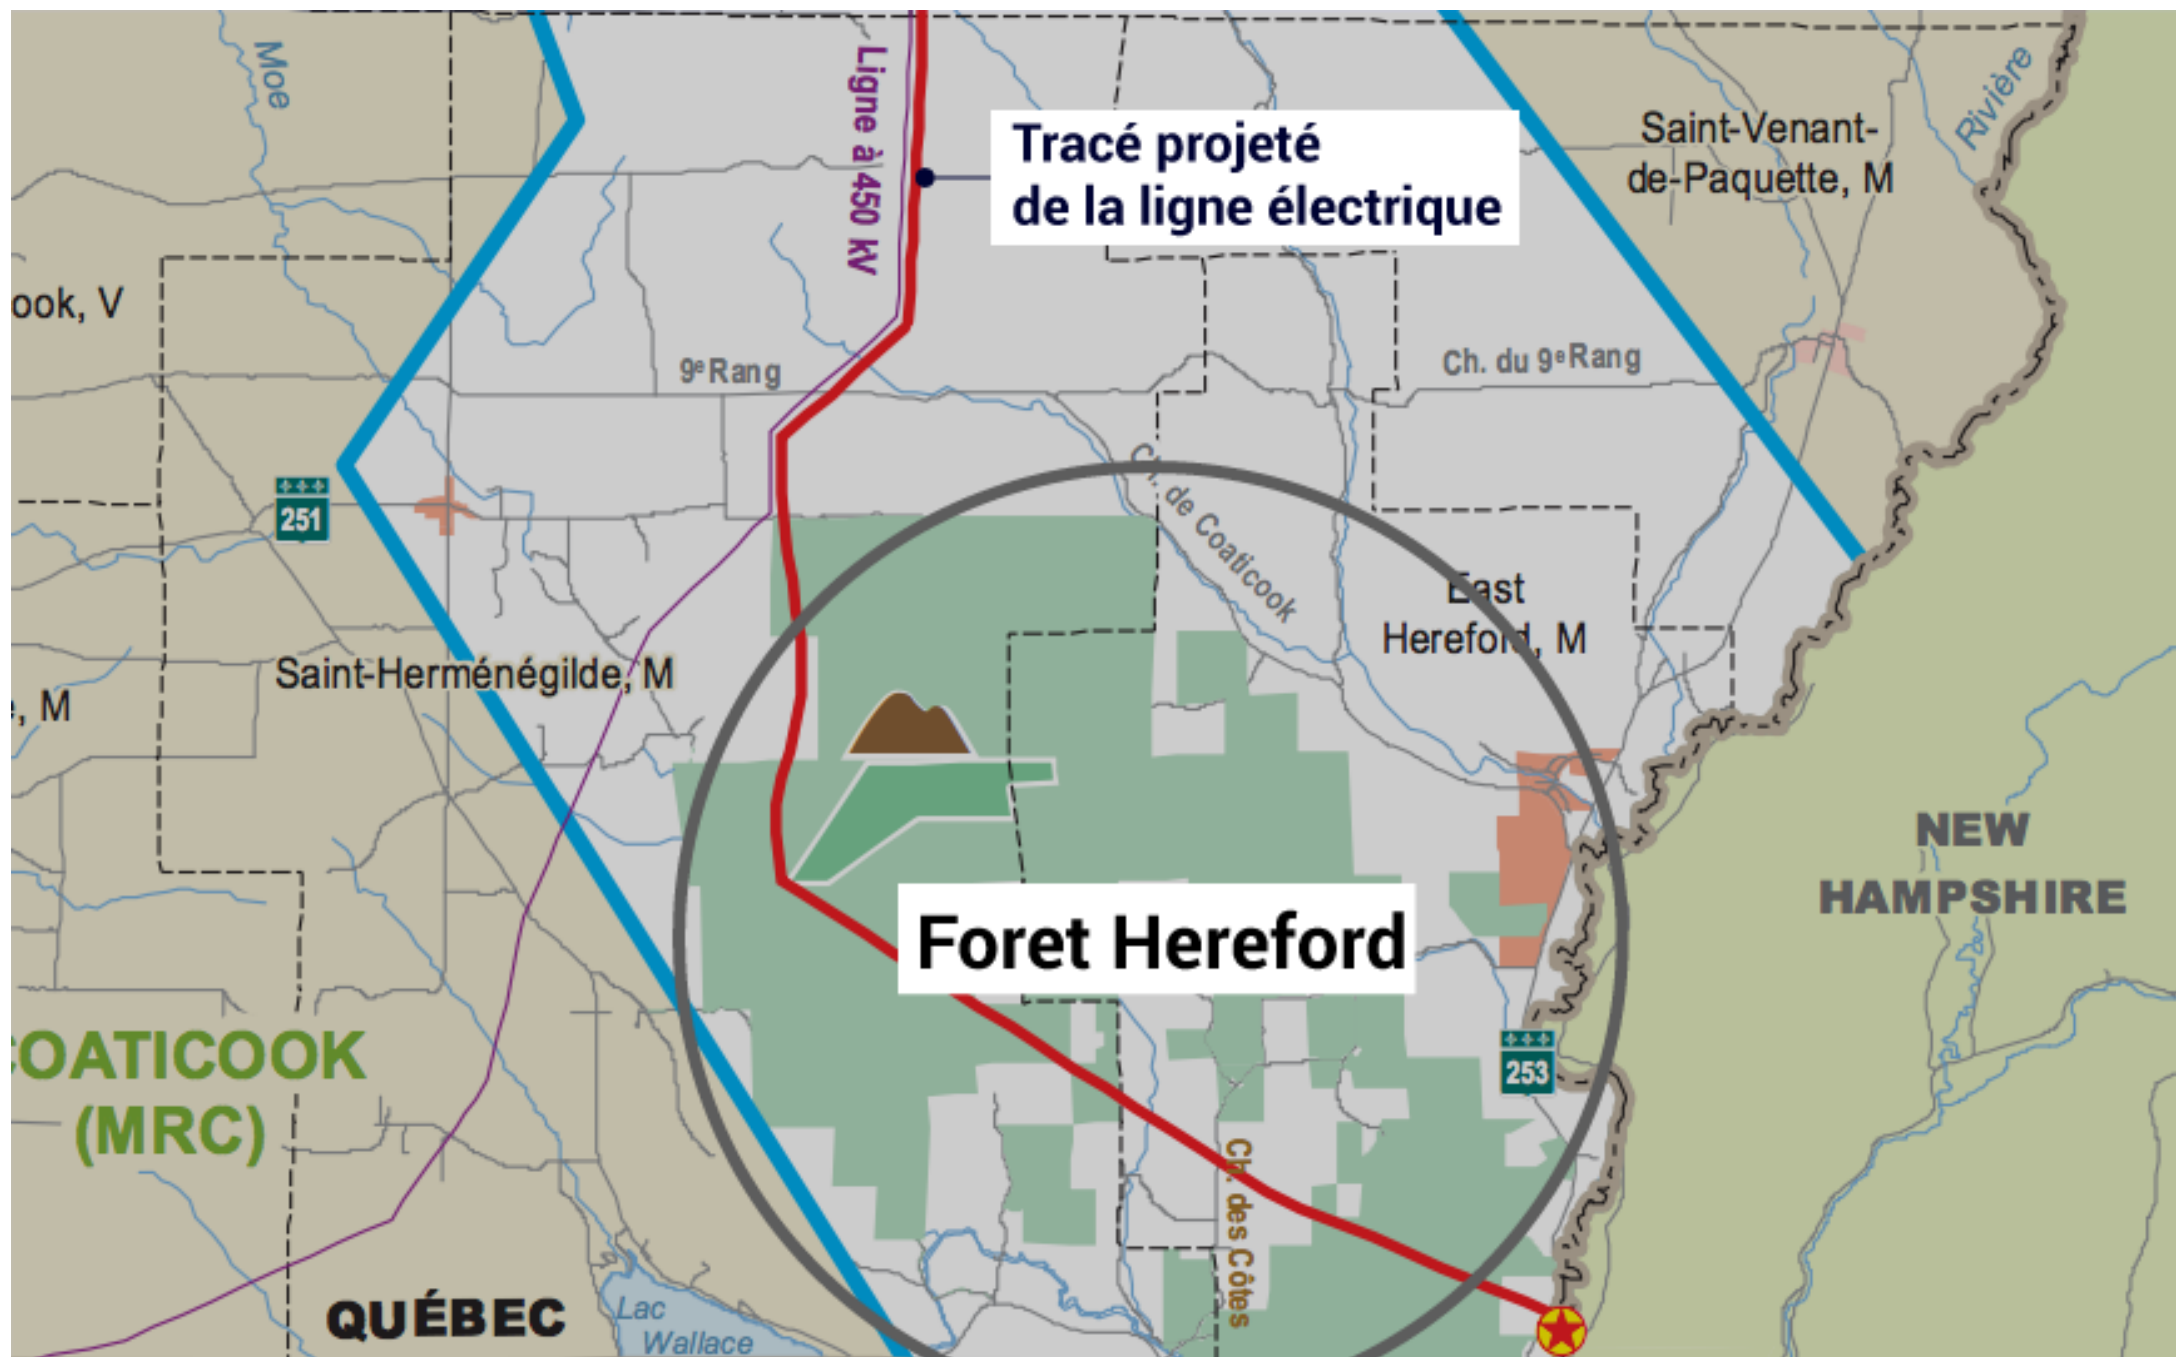 Moe
Ligne à 450 kV
Tracé projeté
de la ligne électrique
Saint-Venant-
de-Paquette, M
Rivière
ook, V
9e Rang
Ch. du 9e Rang
251
Ch. de Coaticook
East
Hereford, M
Saint-Herménégilde, M
, M
NEW
HAMPSHIRE
Foret Hereford
253
COATICOOK
(MRC)
Ch. des Côtes
QUÉBEC
Lac
Wallace